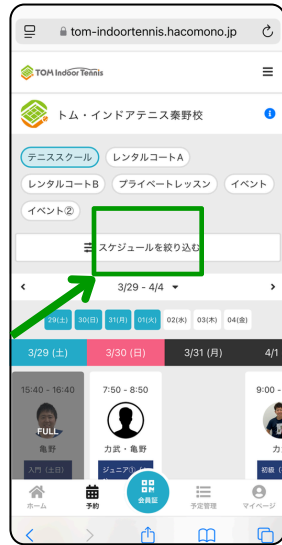 tom-indoortennis.hacomono.jp
TOM Indoor Tennis
トム・インドアテニス秦野校
テニススクール レンタルコートA
レンタルコートB プライベートレッスン イベント
イベント②
スケジュールを絞り込む
3/29 - 4/4
29(土) 30(日) 31(月) 01(火) 02(水) 03(木) 04(金)
3/29 (土) 3/30 (日) 3/31 (月) 4/1
15:40 - 16:40 7:50 - 8:50 9:00 -
FULL
亀野 力武・亀野 力
入門（土日） ジュニア① 初級
ホーム 予約 会員証 予定管理 マイページ